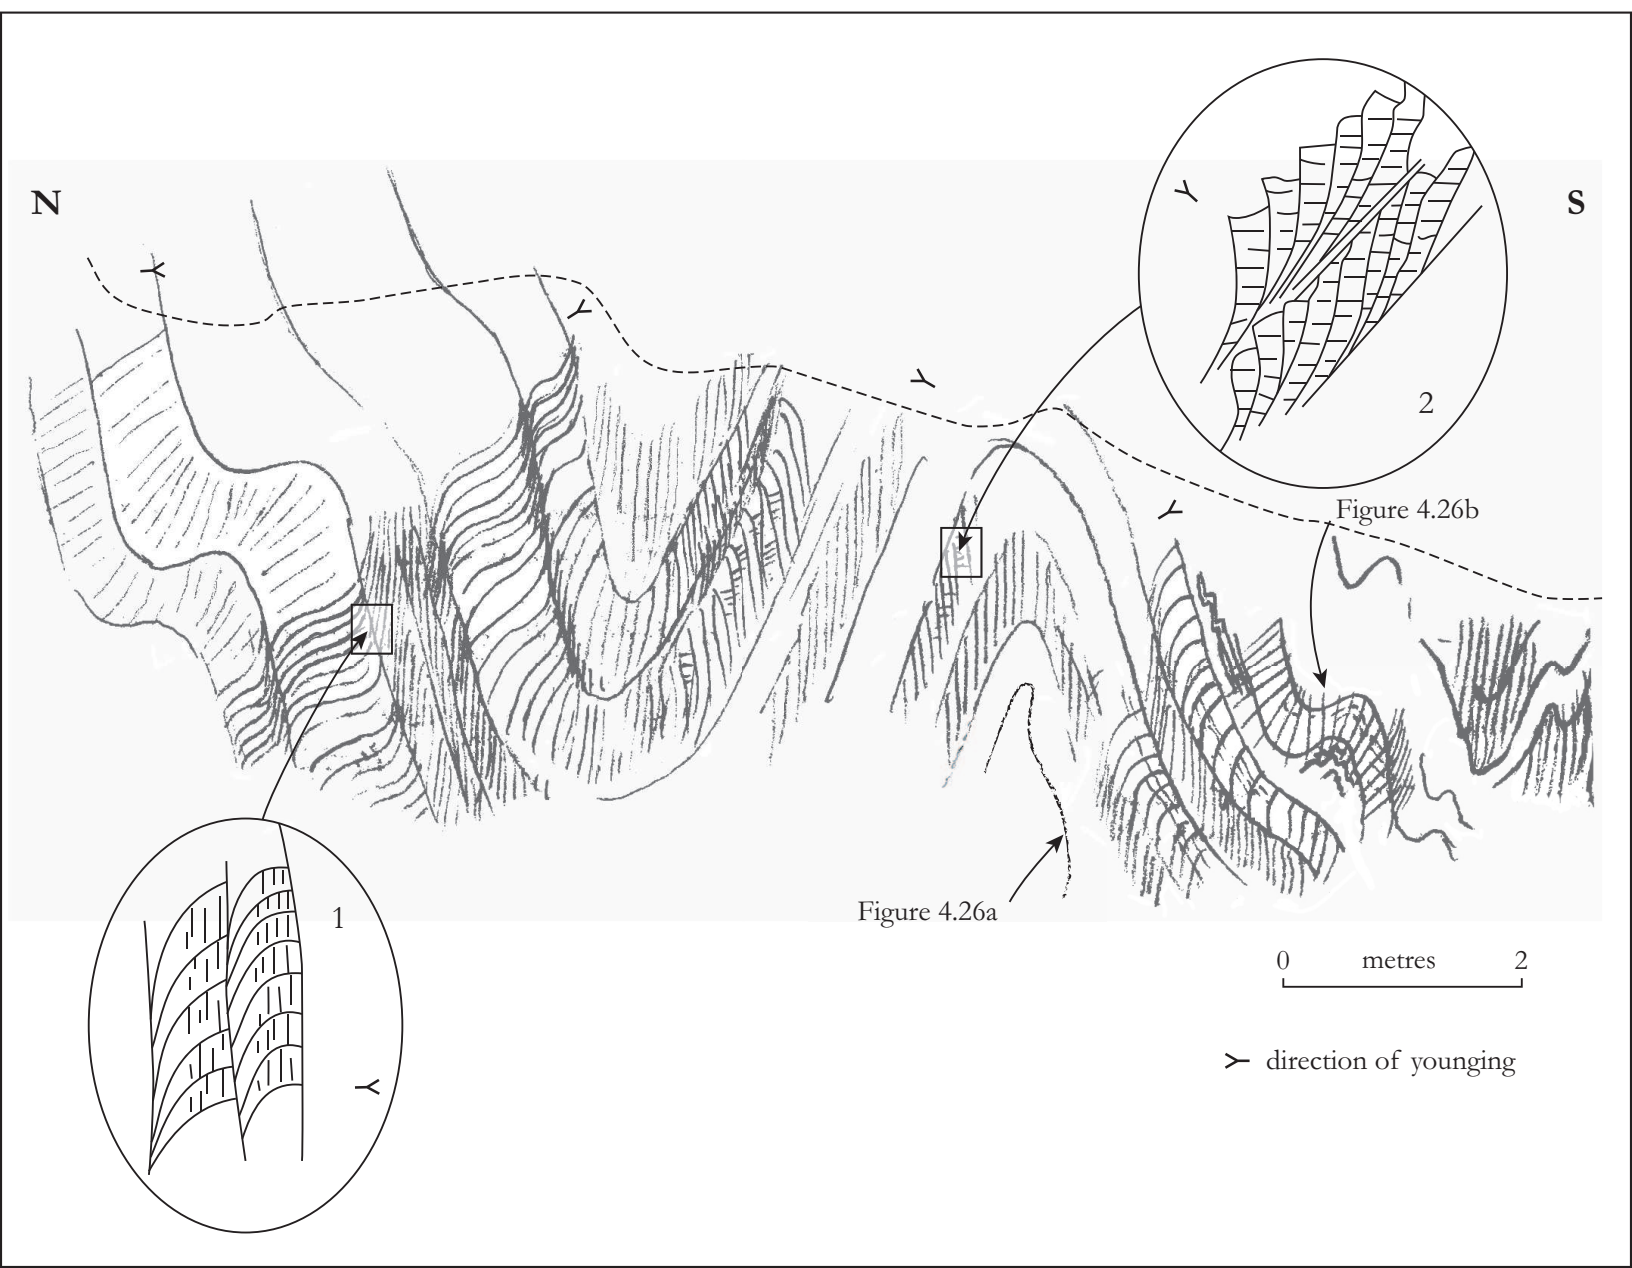 N
S
2
Figure 4.26b
Figure 4.26a
1
0 metres 2
direction of younging